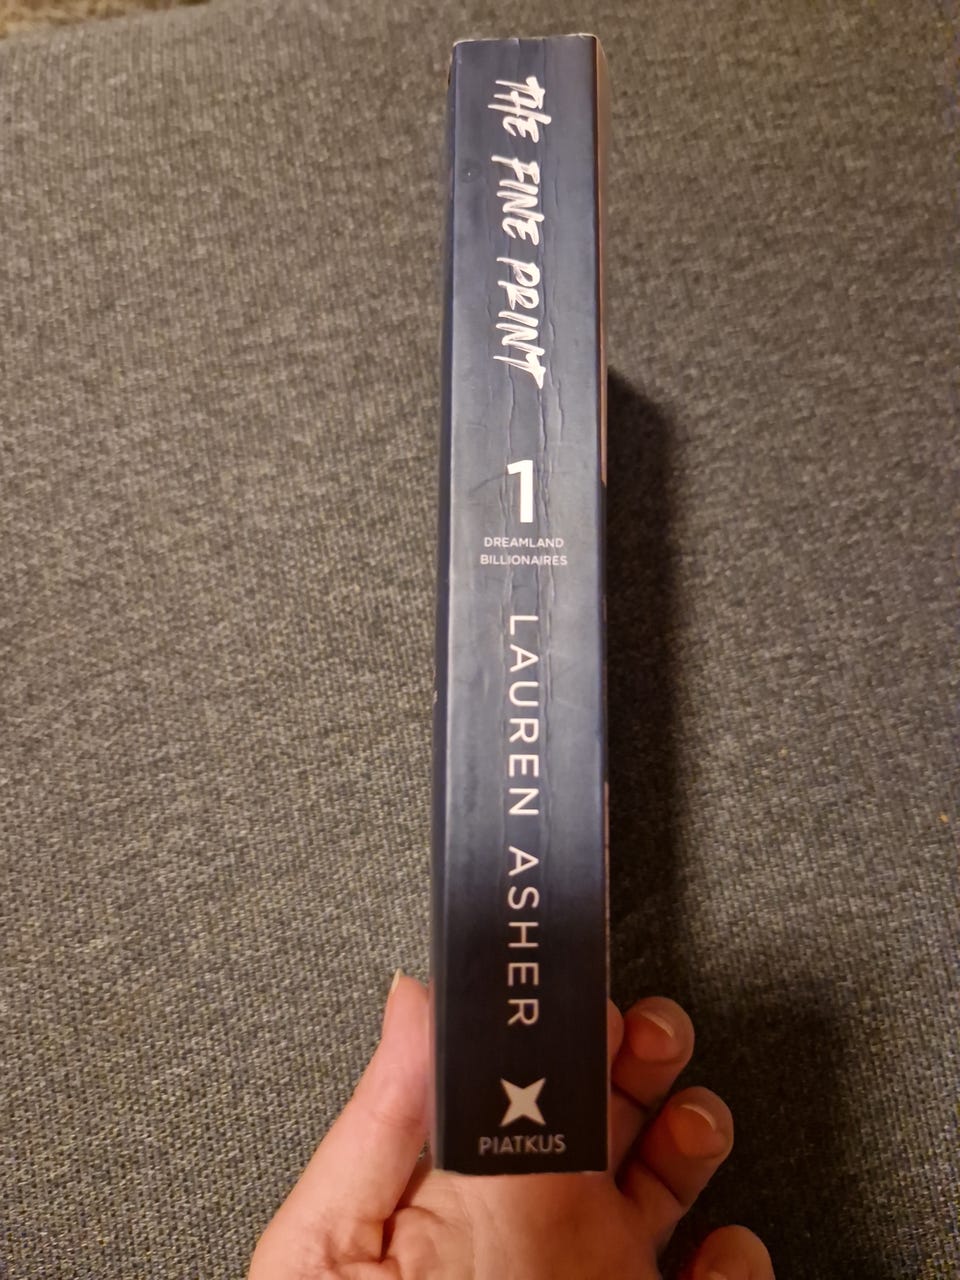 THE FINE PRINT
1
DREAMLAND
BILLIONAIRES
LAUREN ASHER
PIATKUS